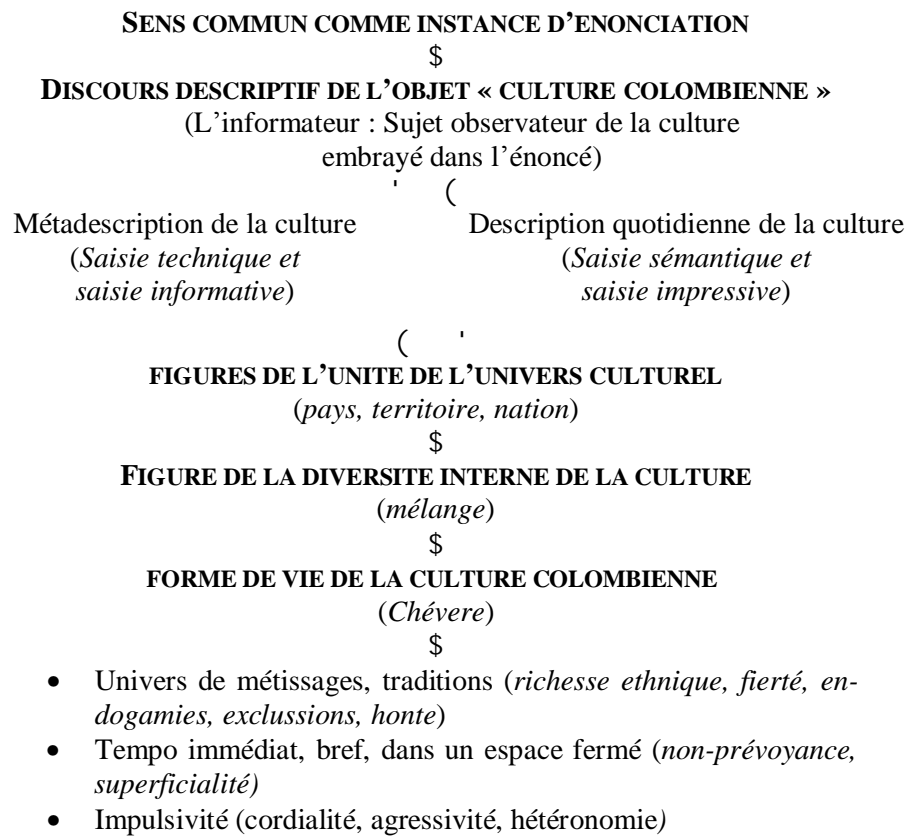 SENS COMMUN COMME INSTANCE D’ENONCIATION
$
DISCOURS DESCRIPTIF DE L’OBJET « CULTURE COLOMBIENNE »
(L’informateur : Sujet observateur de la culture
embrayé dans l’énoncé)
' (
Métadescription de la culture Description quotidienne de la culture
(Saisie technique et (Saisie sémantique et
saisie informative) saisie impressive)
( '
FIGURES DE L’UNITE DE L’UNIVERS CULTUREL
(pays, territoire, nation)
$
FIGURE DE LA DIVERSITE INTERNE DE LA CULTURE
(mélange)
$
FORME DE VIE DE LA CULTURE COLOMBIENNE
(Chévere)
$
• Univers de métissages, traditions (richesse ethnique, fierté, en-
dogamies, exclussions, honte)
• Tempo immédiat, bref, dans un espace fermé (non-prévoyance,
superficialité)
• Impulsivité (cordialité, agressivité, hétéronomie)